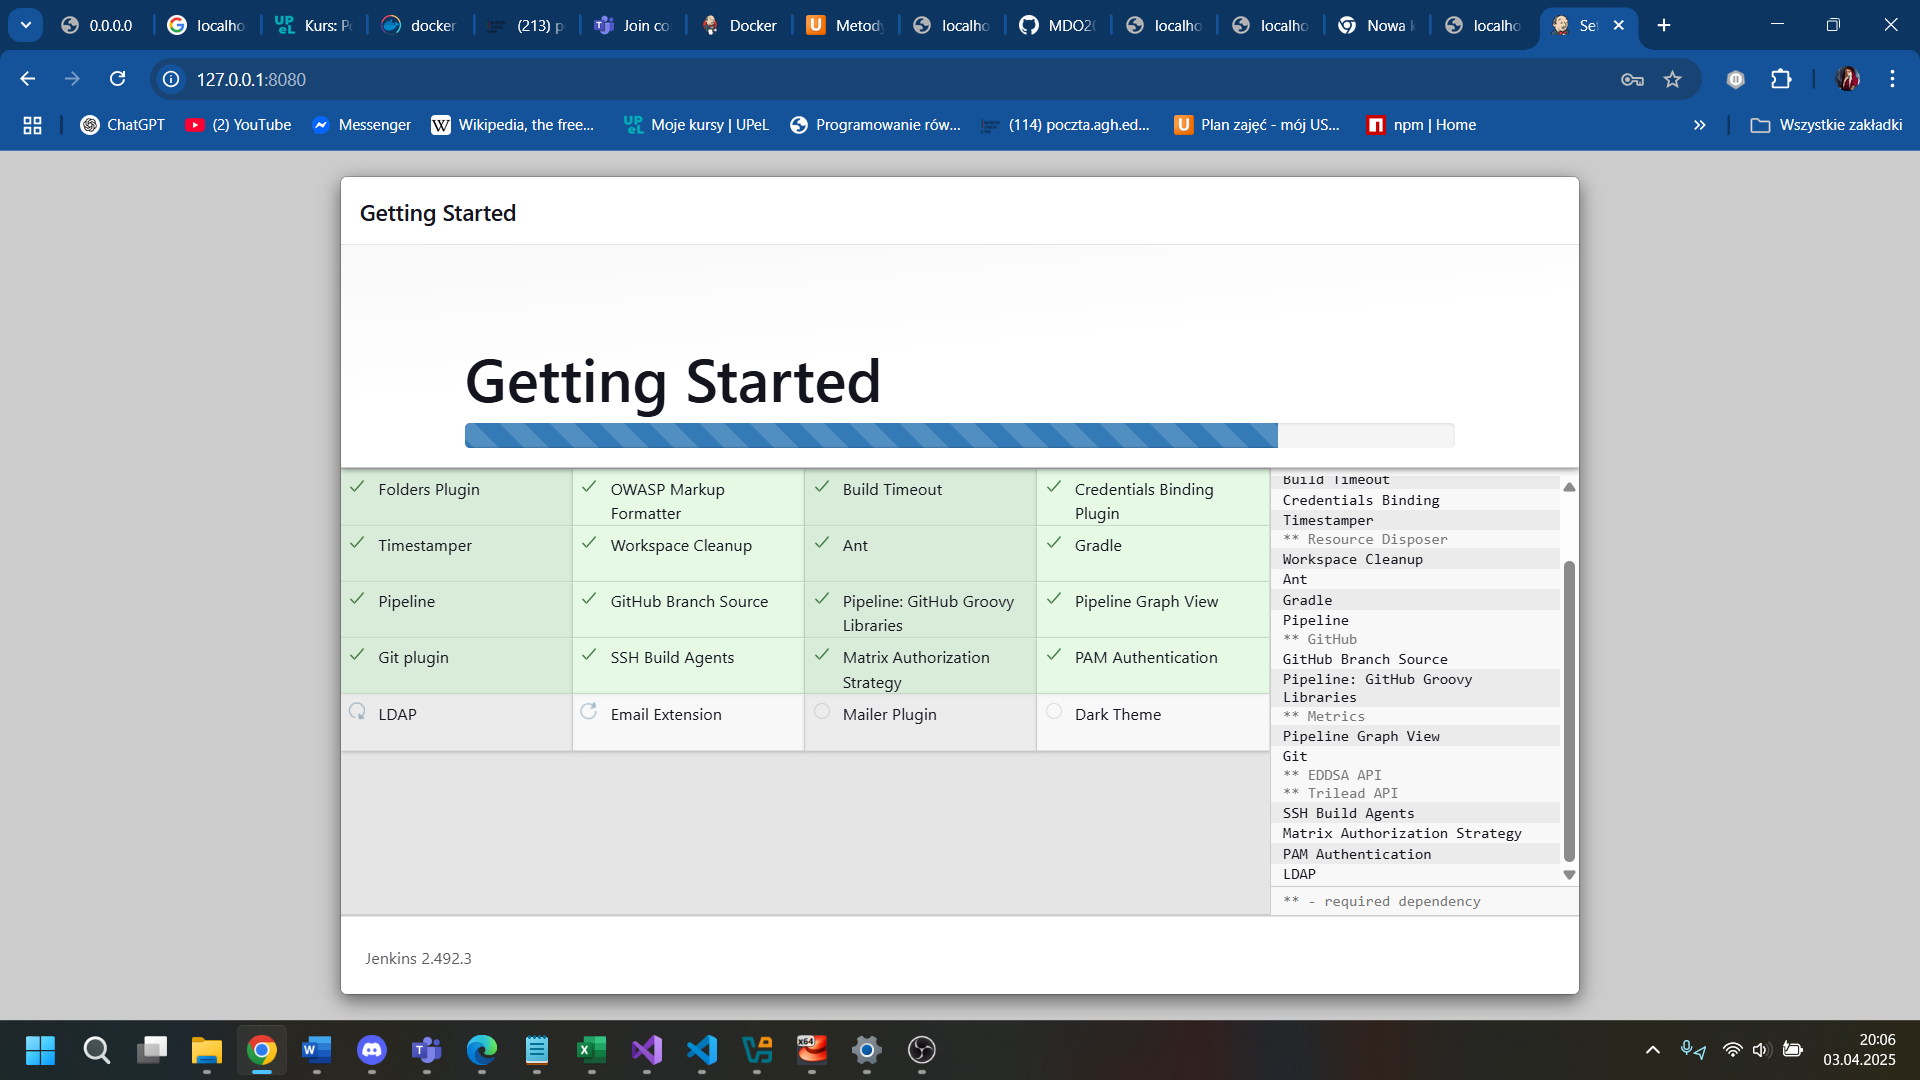 0.0.0.0
localho
Kurs: Po
docker
(213) p
Join co
Docker
Metody
localho
MDO20
localho
localho
Nowa k
localho
Set
127.0.0.1:8080
ChatGPT
(2) YouTube
Messenger
Wikipedia, the free...
Moje kursy | UPeL
Programowanie rów...
(114) poczta.agh.ed...
Plan zajęć - mój US...
npm | Home
Wszystkie zakładki
Getting Started
Getting Started
Folders Plugin
OWASP Markup
Formatter
Build Timeout
Credentials Binding
Plugin
Timestamper
Workspace Cleanup
Ant
Gradle
Pipeline
GitHub Branch Source
Pipeline: GitHub Groovy
Libraries
Pipeline Graph View
Git plugin
SSH Build Agents
Matrix Authorization
Strategy
PAM Authentication
LDAP
Email Extension
Mailer Plugin
Dark Theme
Build Timeout
Credentials Binding
Timestamper
** Resource Disposer
Workspace Cleanup
Ant
Gradle
Pipeline
** GitHub
GitHub Branch Source
Pipeline: GitHub Groovy
Libraries
** Metrics
Pipeline Graph View
Git
** EDDSA API
** Trilead API
SSH Build Agents
Matrix Authorization Strategy
PAM Authentication
LDAP
** - required dependency
Jenkins 2.492.3
20:06
03.04.2025